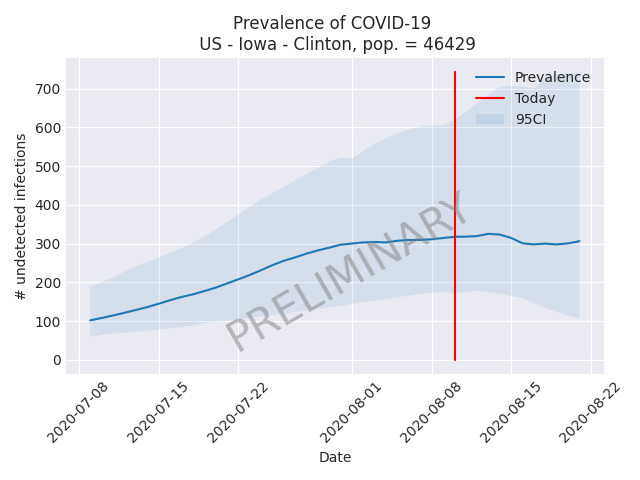 Prevalence of COVID-19
US - Iowa - Clinton, pop. = 46429
# undetected infections
700
600
500
400
300
200
100
0
Prevalence
Today
95CI
PRELIMINARY
2020-07-08
2020-07-15
2020-07-22
2020-08-01
2020-08-08
2020-08-15
2020-08-22
Date